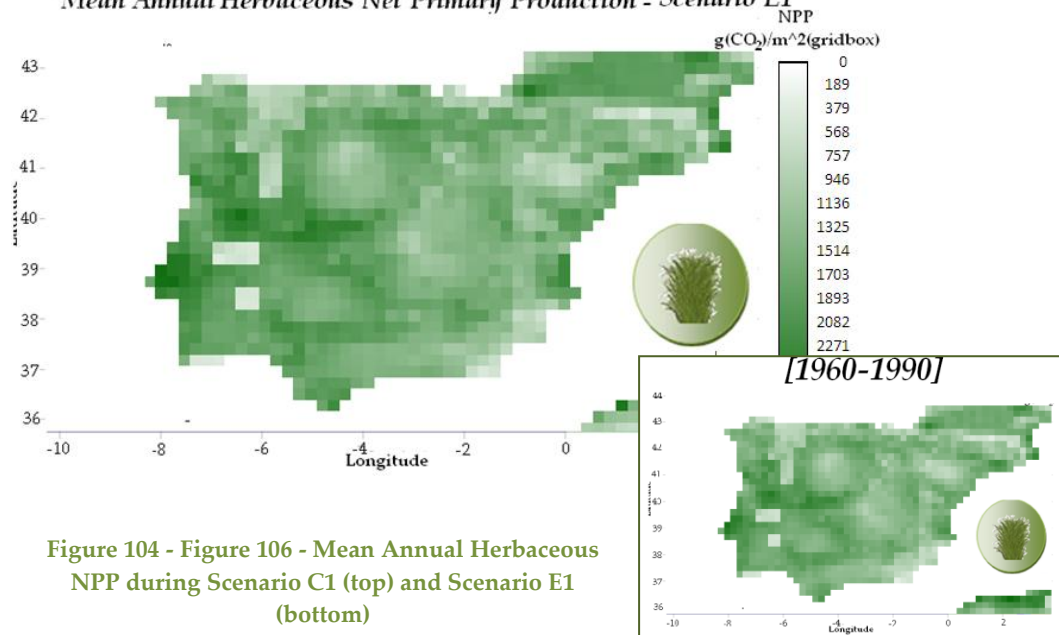 Mean Annual Herbaceous Net Primary Production - Scenario E1
NPP
g(CO₂)/m^2(gridbox)
0
189
379
568
757
946
1136
1325
1514
1703
1893
2082
2271
43
42
41
40
39
38
37
36
Latitude
-10 -8 -6 -4 -2 0
Longitude
[1960-1990]
44
43
42
41
40
39
38
37
36
-10 -8 -6 -4 -2 0 2
Longitude
Figure 104 - Figure 106 - Mean Annual Herbaceous
NPP during Scenario C1 (top) and Scenario E1
(bottom)